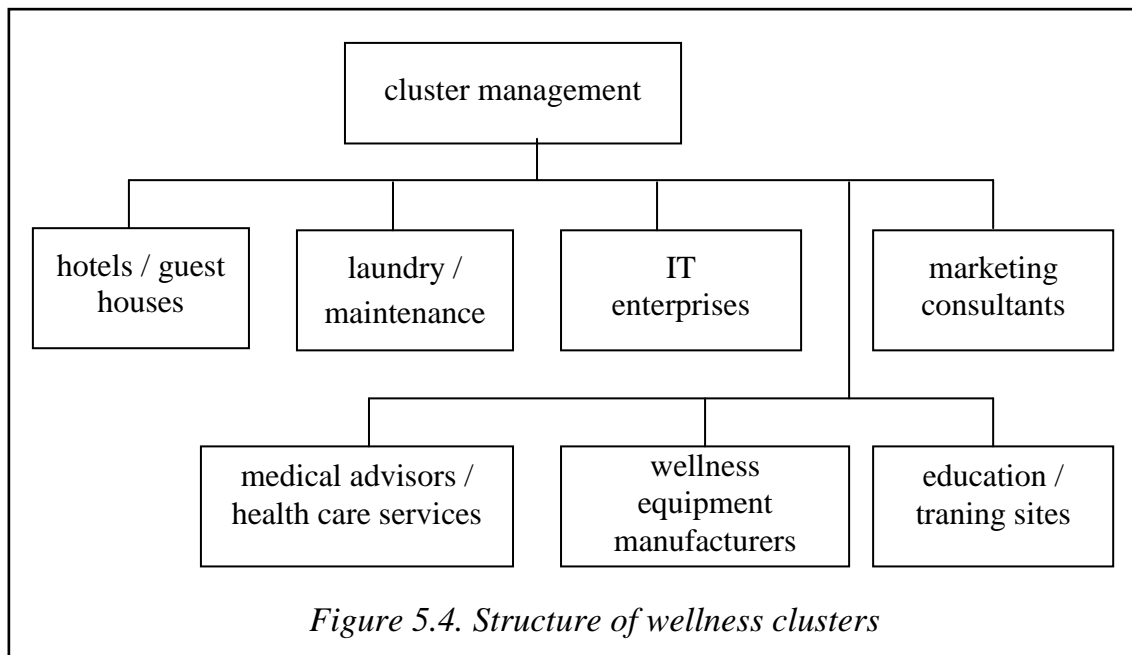 cluster management
hotels / guest
houses
laundry /
maintenance
IT
enterprises
marketing
consultants
medical advisors /
health care services
wellness
equipment
manufacturers
education /
traning sites
Figure 5.4. Structure of wellness clusters